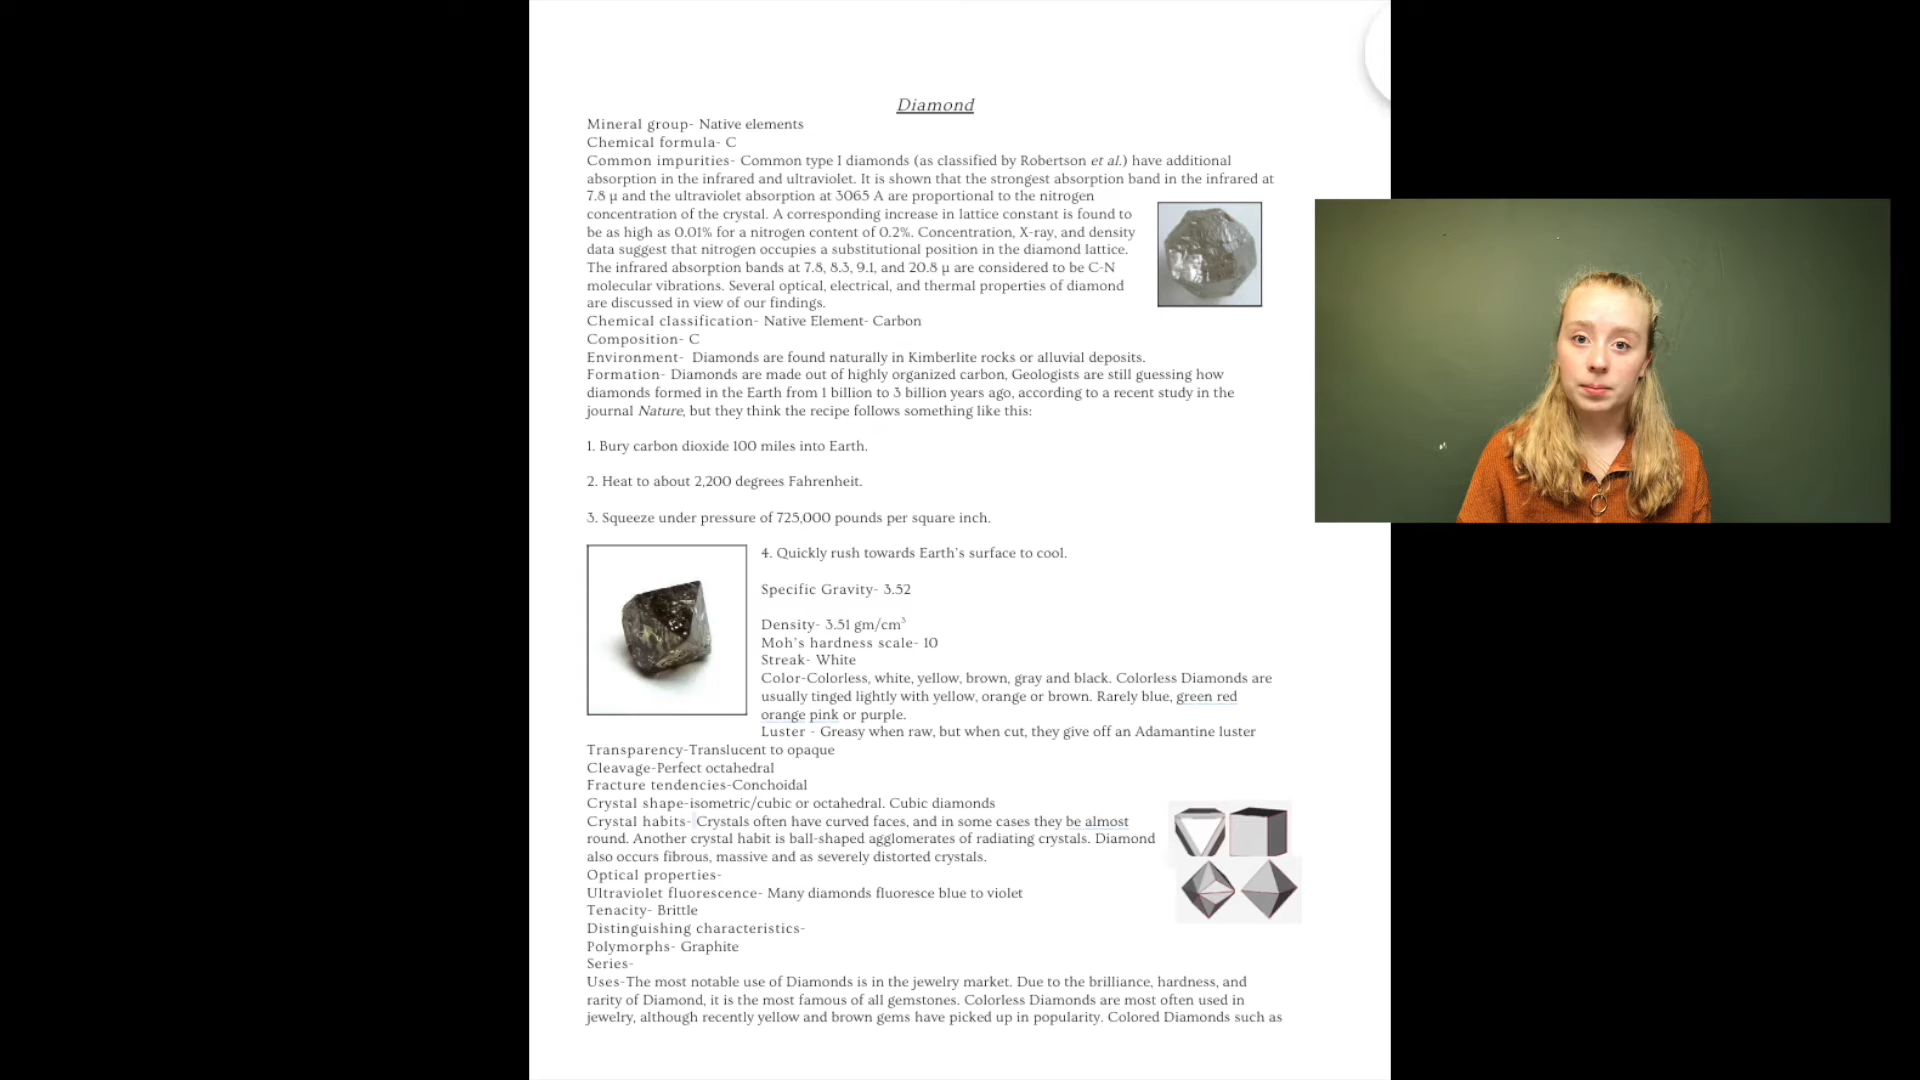 Diamond
Mineral group- Native elements
Chemical formula- C
Common impurities- Common type I diamonds (as classified by Robertson et al.) have additional
absorption in the infrared and ultraviolet. It is shown that the strongest absorption band in the infrared at
7.8 μ and the ultraviolet absorption at 3065 A are proportional to the nitrogen
concentration of the crystal. A corresponding increase in lattice constant is found to
be as high as 0.01% for a nitrogen content of 0.2%. Concentration, X-ray, and density
data suggest that nitrogen occupies a substitutional position in the diamond lattice.
The infrared absorption bands at 7.8, 8.3, 9.1, and 20.8 μ are considered to be C-N
molecular vibrations. Several optical, electrical, and thermal properties of diamond
are discussed in view of our findings.
Chemical classification- Native Element- Carbon
Composition- C
Environment- Diamonds are found naturally in Kimberlite rocks or alluvial deposits.
Formation- Diamonds are made out of highly organized carbon, Geologists are still guessing how
diamonds formed in the Earth from 1 billion to 3 billion years ago, according to a recent study in the
journal Nature, but they think the recipe follows something like this:
1. Bury carbon dioxide 100 miles into Earth.
2. Heat to about 2,200 degrees Fahrenheit.
3. Squeeze under pressure of 725,000 pounds per square inch.
4. Quickly rush towards Earth's surface to cool.
Specific Gravity- 3.52
Density- 3.51 gm/cm³
Moh's hardness scale- 10
Streak- White
Color-Colorless, white, yellow, brown, gray and black. Colorless Diamonds are
usually tinged lightly with yellow, orange or brown. Rarely blue, green red
orange pink or purple.
Luster - Greasy when raw, but when cut, they give off an Adamantine luster
Transparency-Translucent to opaque
Cleavage-Perfect octahedral
Fracture tendencies-Conchoidal
Crystal shape-isometric/cubic or octahedral. Cubic diamonds
Crystal habits- Crystals often have curved faces, and in some cases they be almost
round. Another crystal habit is ball-shaped agglomerates of radiating crystals. Diamond
also occurs fibrous, massive and as severely distorted crystals.
Optical properties-
Ultraviolet fluorescence- Many diamonds fluoresce blue to violet
Tenacity- Brittle
Distinguishing characteristics-
Polymorphs- Graphite
Series-
Uses-The most notable use of Diamonds is in the jewelry market. Due to the brilliance, hardness, and
rarity of Diamond, it is the most famous of all gemstones. Colorless Diamonds are most often used in
jewelry, although recently yellow and brown gems have picked up in popularity. Colored Diamonds such as